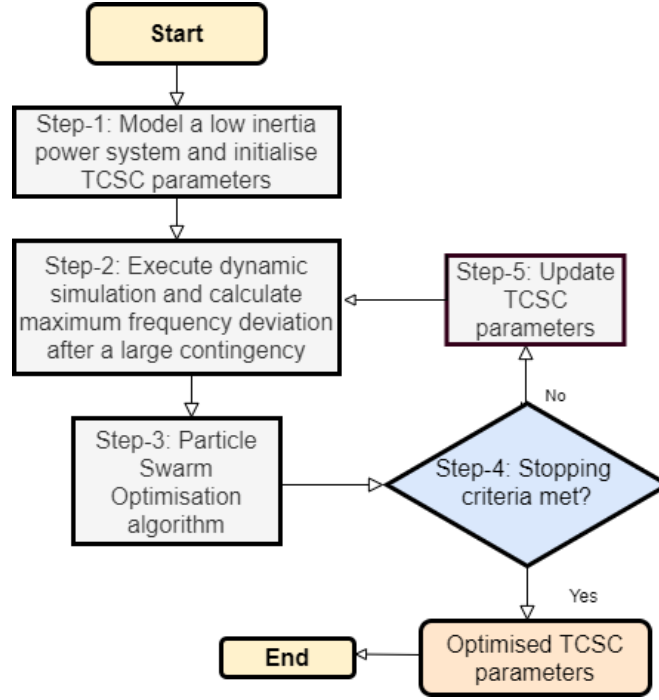 Start
Step-1: Model a low inertia
power system and initialise
TCSC parameters
Step-2: Execute dynamic
simulation and calculate
maximum frequency deviation
after a large contingency
Step-5: Update
TCSC
parameters
No
Step-3: Particle
Swarm
Optimisation
algorithm
Step-4: Stopping
criteria met?
Yes
Optimised TCSC
parameters
End